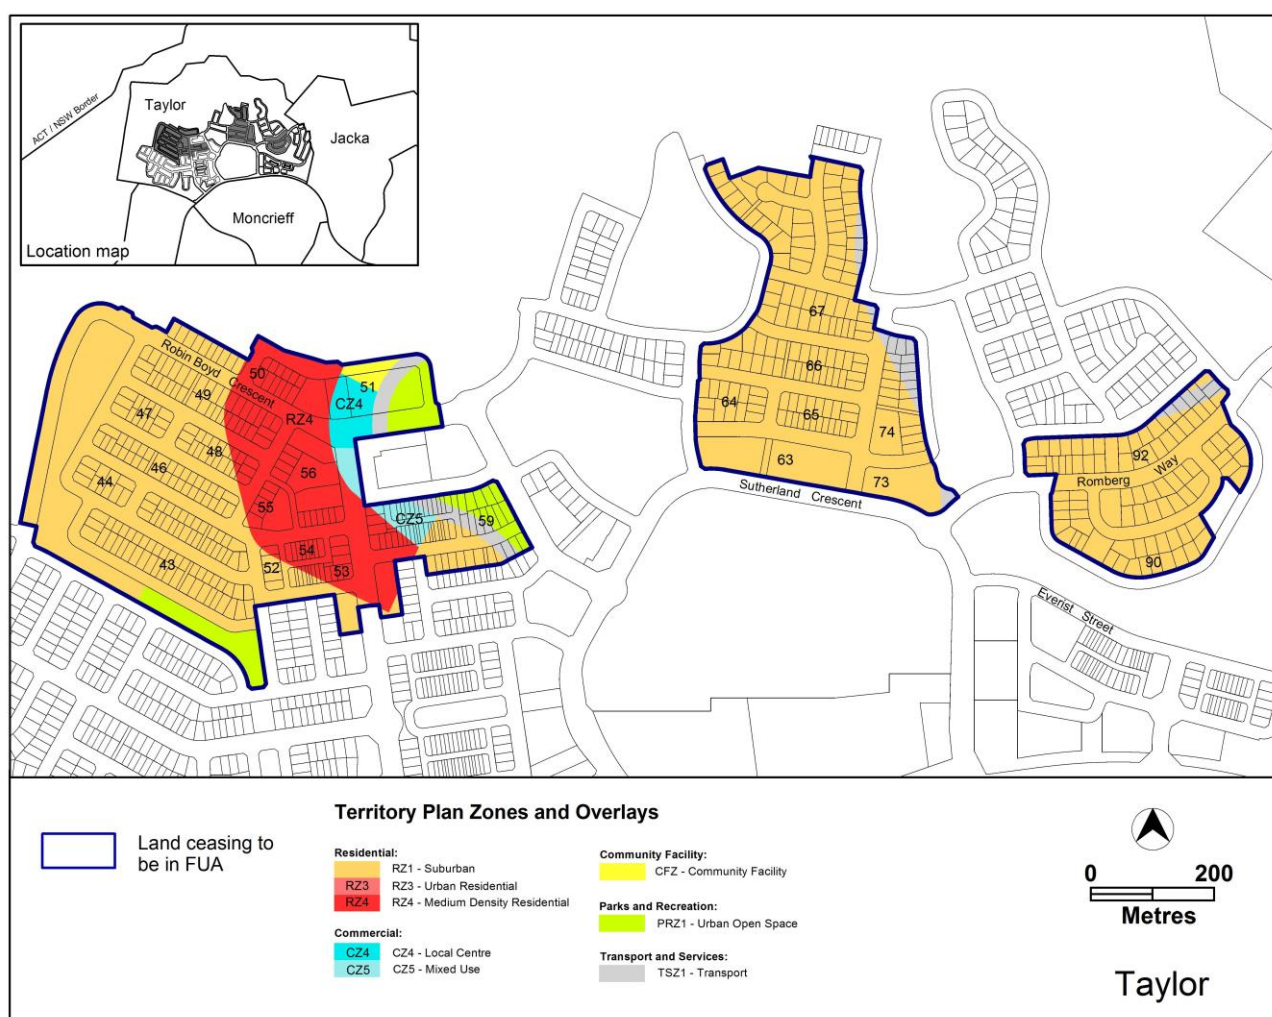 ACT / NSW Border
Taylor
Jacka
Moncrieff
Location map
Robin Boyd Crescent
50
51
CZ4
RZ4
49
47
48
46
44
56
55
CZ5
59
54
53
52
43
67
66
64
65
74
63
73
Sutherland Crescent
92
Romberg Way
90
Everist Street
Land ceasing to
be in FUA
Territory Plan Zones and Overlays
Residential:
RZ1 - Suburban
RZ3 RZ3 - Urban Residential
RZ4 RZ4 - Medium Density Residential
Commercial:
CZ4 CZ4 - Local Centre
CZ5 CZ5 - Mixed Use
Community Facility:
CFZ - Community Facility
Parks and Recreation:
PRZ1 - Urban Open Space
Transport and Services:
TSZ1 - Transport
0 200
Metres
Taylor